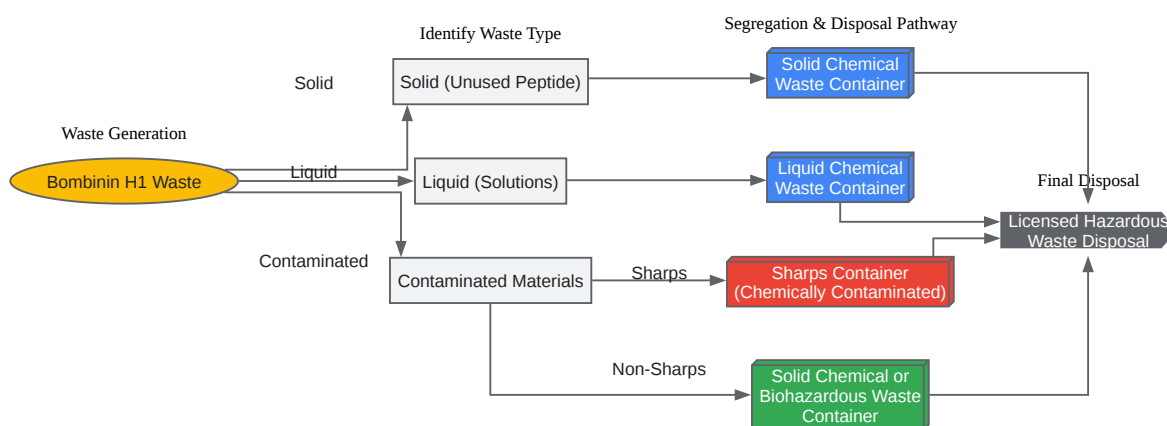 Segregation & Disposal Pathway
Identify Waste Type
Solid Chemical
Waste Container
Solid
Solid (Unused Peptide)
Waste Generation
Liquid
Bombinin H1 Waste
Liquid (Solutions)
Liquid Chemical
Waste Container
Final Disposal
Licensed Hazardous
Waste Disposal
Contaminated
Contaminated Materials
Sharps
Sharps Container
(Chemically Contaminated)
Non-Sharps
Solid Chemical or
Biohazardous Waste
Container